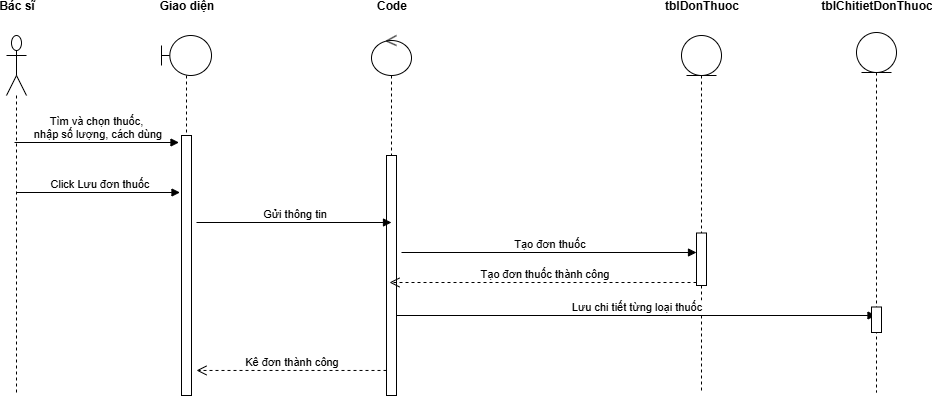 Bác sĩ
Giao diện
Code
tblDonThuoc
tblChitietDonThuoc
Tìm và chọn thuốc,
nhập số lượng, cách dùng
Click Lưu đơn thuốc
Gửi thông tin
Tạo đơn thuốc
Tạo đơn thuốc thành công
Lưu chi tiết từng loại thuốc
Kê đơn thành công